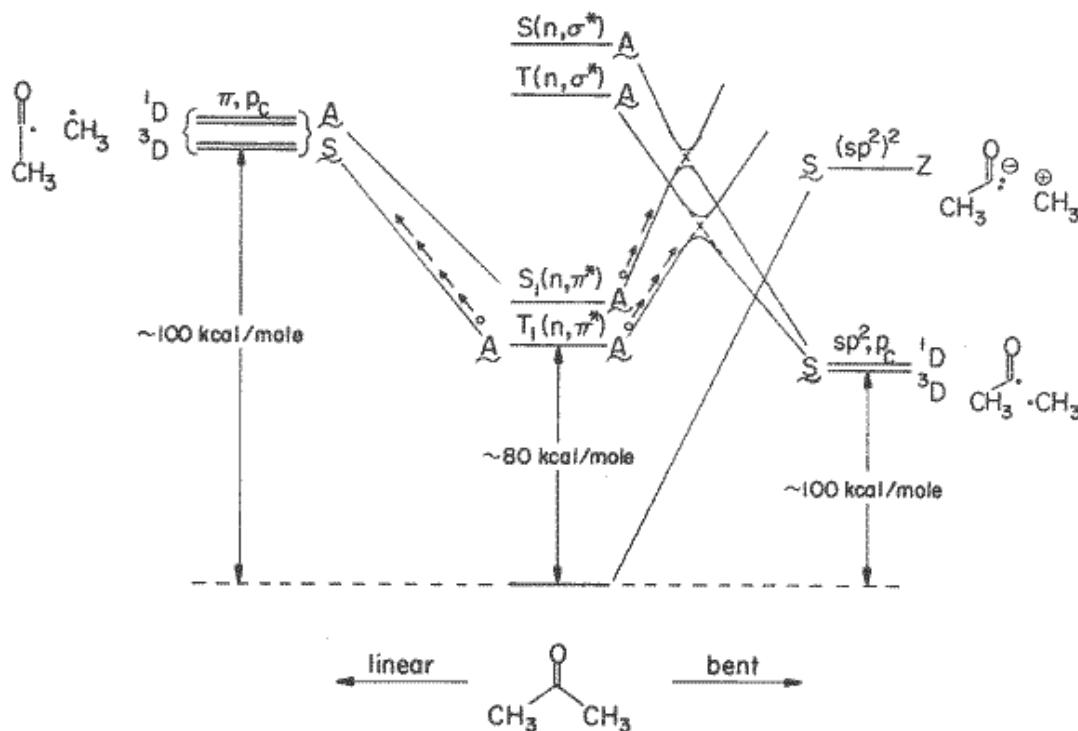 S(n,σ*) A
T(n,σ*) A
O
· ĊH₃
CH₃
¹D
³D
π, p_C
A
S
S (sp²)² Z
O
⊖
CH₃
⊕
CH₃
S₁(n,π*) A
A T₁(n,π*) A
~100 kcal/mole
~80 kcal/mole
S sp², p_C ¹D
³D
O
CH₃ ·CH₃
~100 kcal/mole
linear
O
CH₃ CH₃
bent